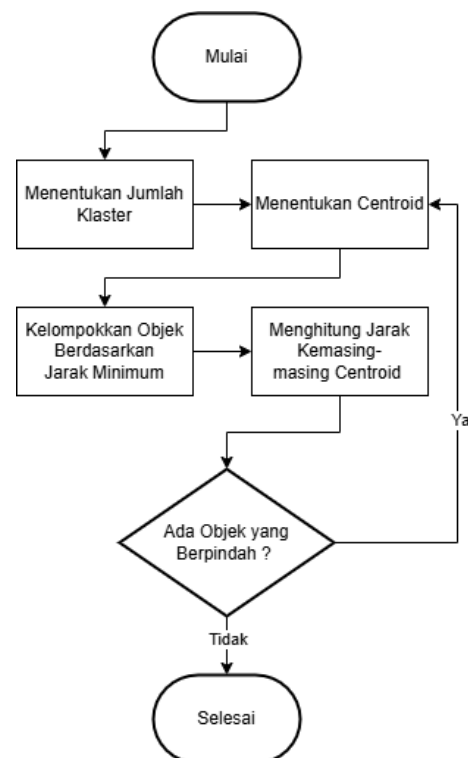 Mulai
Menentukan Jumlah
Klaster
Menentukan Centroid
Kelompokkan Objek
Berdasarkan
Jarak Minimum
Menghitung Jarak
Kemasing-
masing Centroid
Ya
Ada Objek yang
Berpindah ?
Tidak
Selesai